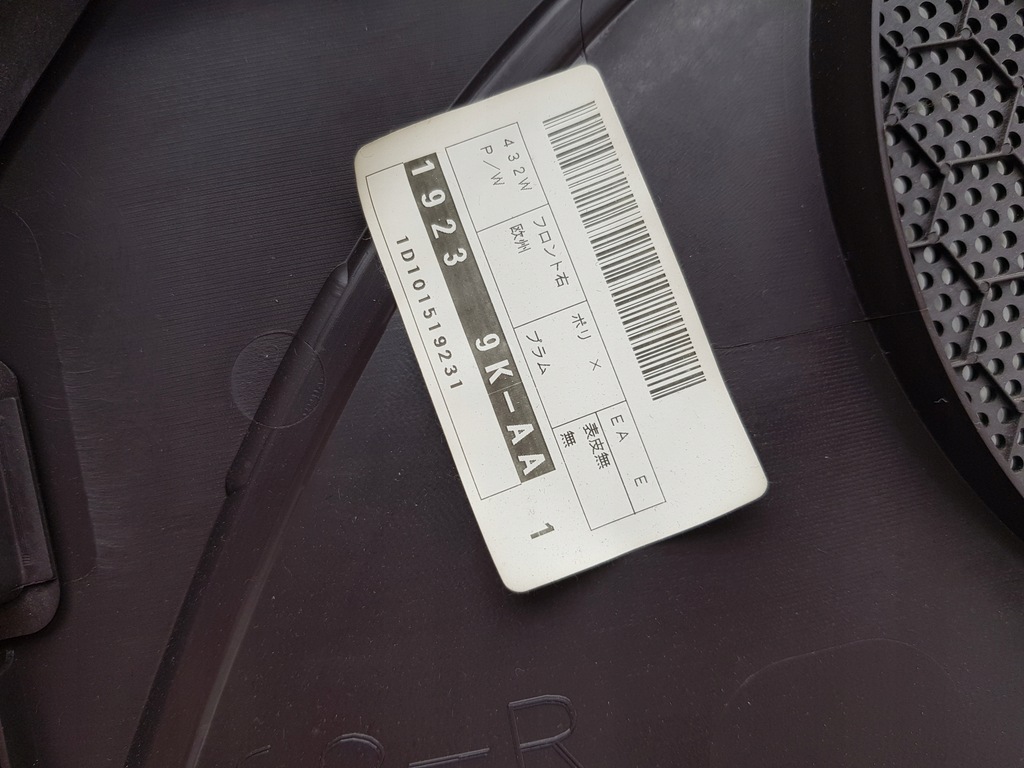 432W フロント右 ポリ × EA E
P/W 欧州 プラム 表皮無
無
1923 9K-AA 1
1D101519231
-R